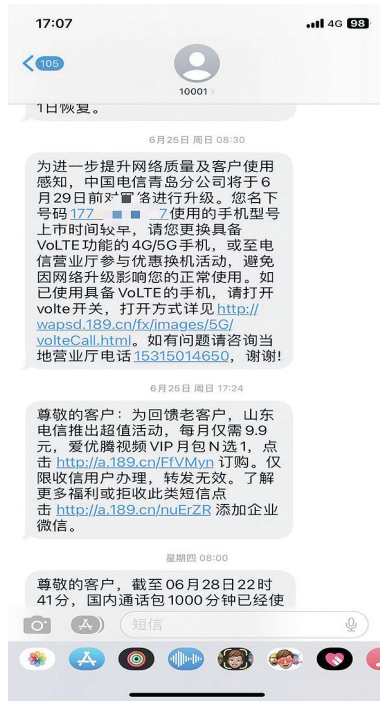 17:07
4G 98
105
10001
1日恢复。
6月25日 周日 08:30
为进一步提升网络质量及客户使用
感知，中国电信青岛分公司将于6
月29日前对 络进行升级。您名下
号码177 7使用的手机型号
上市时间较早，请您更换具备
VoLTE功能的4G/5G手机，或至电
信营业厅参与优惠换机活动，避免
因网络升级影响您的正常使用。如
已使用具备VoLTE的手机，请打开
volte开关，打开方式详见http://
wapsd.189.cn/fx/images/5G/
volteCall.html。如有问题请咨询当
地营业厅电话15315014650，谢谢!
6月25日 周日 17:24
尊敬的客户：为回馈老客户，山东
电信推出超值活动，每月仅需9.9
元，爱优腾视频VIP月包N选1，点
击 http://a.189.cn/FfVMyn 订购。仅
限收信用户办理，转发无效。了解
更多福利或拒收此类短信点
击 http://a.189.cn/nuErZR 添加企业
微信。
星期四 08:00
尊敬的客户，截至06月28日22时
41分，国内通话包1000分钟已经使
短信